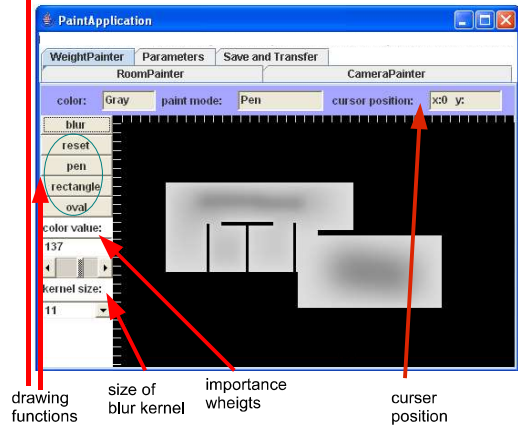 PaintApplication
WeightPainter Parameters Save and Transfer
RoomPainter CameraPainter
color: Gray paint mode: Pen cursor position: x:0 y:
blur
reset
pen
rectangle
oval
color value:
137
kernel size:
11
drawing functions
size of blur kernel
importance wheigts
curser position